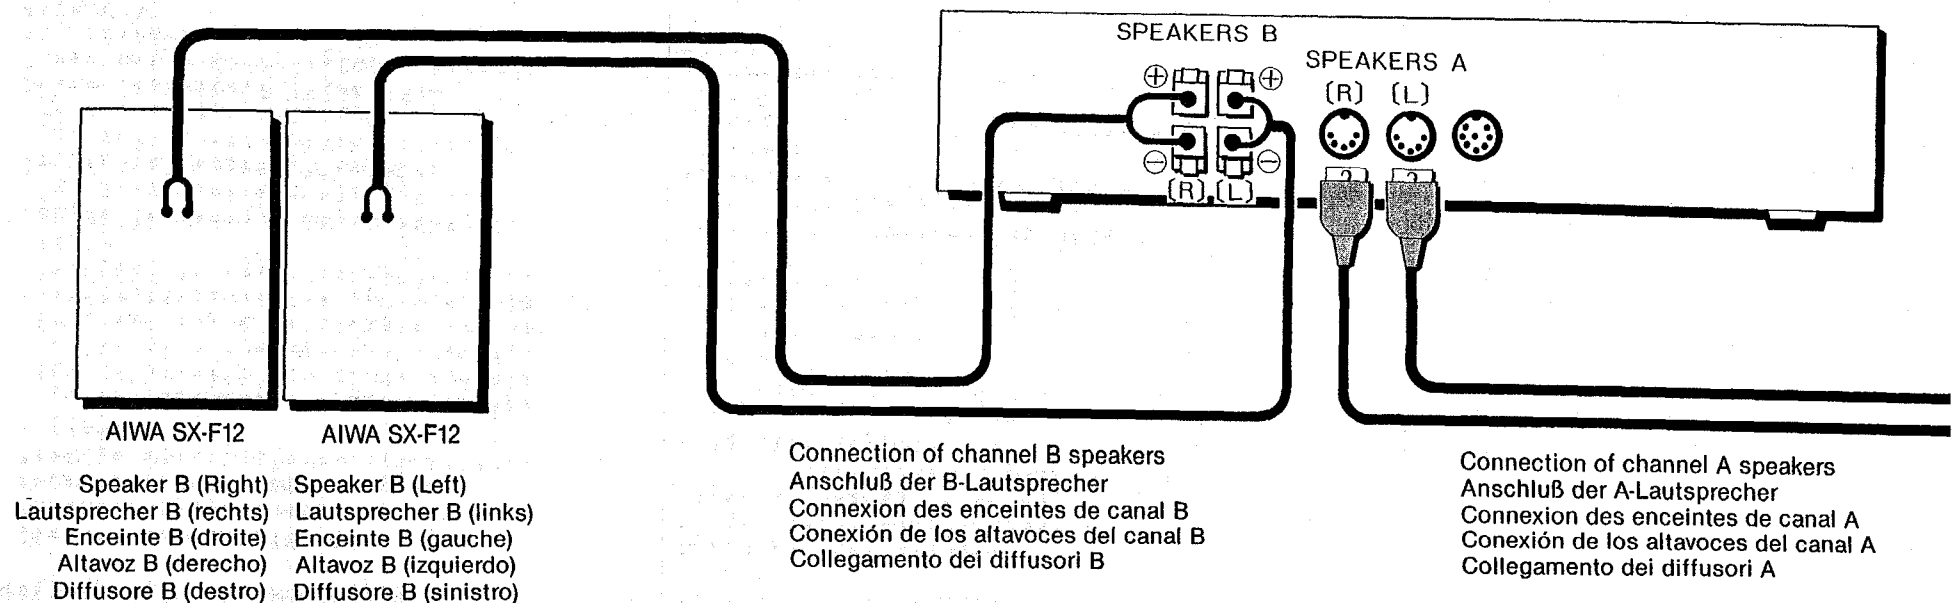 SPEAKERS B
SPEAKERS A
(R) (L)
⊕ ⊕
⊖ ⊖
(R) (L)
AIWA SX-F12
Speaker B (Right)
Lautsprecher B (rechts)
Enceinte B (droite)
Altavoz B (derecho)
Diffusore B (destro)
AIWA SX-F12
Speaker B (Left)
Lautsprecher B (links)
Enceinte B (gauche)
Altavoz B (izquierdo)
Diffusore B (sinistro)
Connection of channel B speakers
Anschluß der B-Lautsprecher
Connexion des enceintes de canal B
Conexión de los altavoces del canal B
Collegamento dei diffusori B
Connection of channel A speakers
Anschluß der A-Lautsprecher
Connexion des enceintes de canal A
Conexión de los altavoces del canal A
Collegamento dei diffusori A